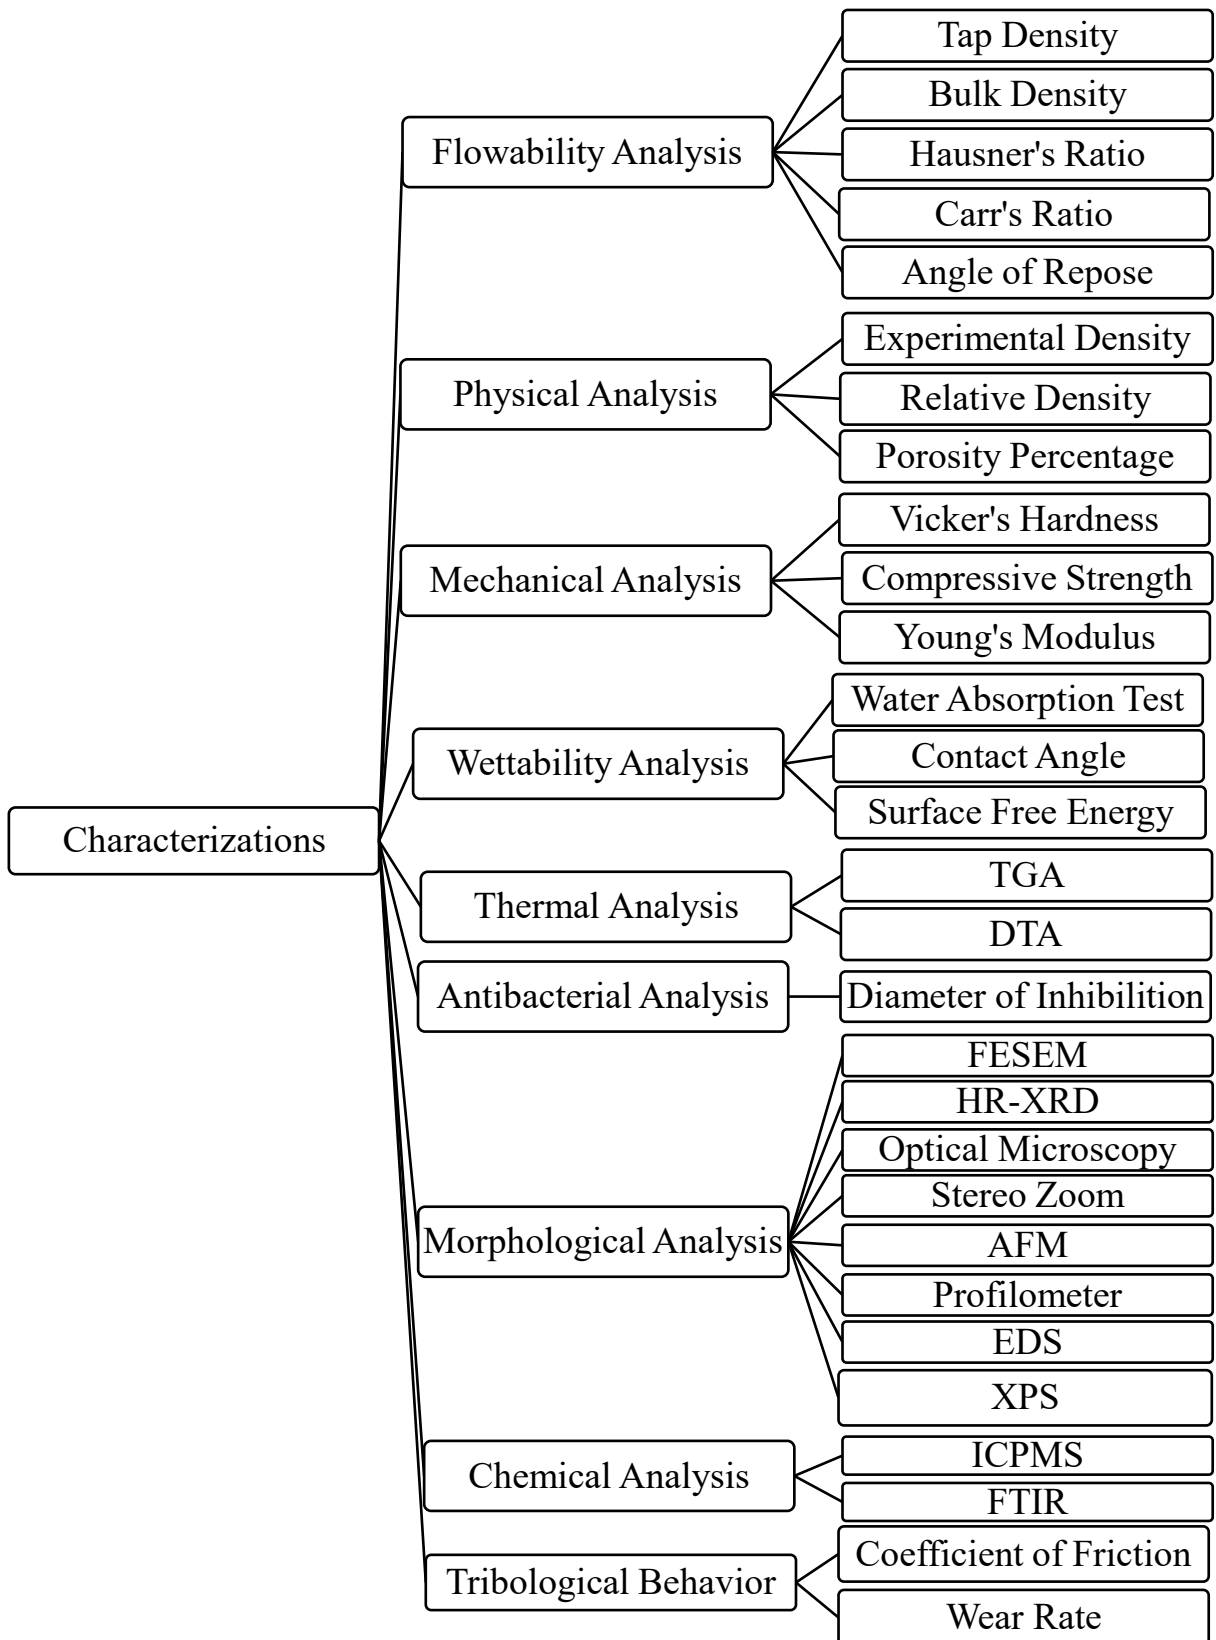 Characterizations
Flowability Analysis
Tap Density
Bulk Density
Hausner's Ratio
Carr's Ratio
Angle of Repose
Physical Analysis
Experimental Density
Relative Density
Porosity Percentage
Mechanical Analysis
Vicker's Hardness
Compressive Strength
Young's Modulus
Wettability Analysis
Water Absorption Test
Contact Angle
Surface Free Energy
Thermal Analysis
TGA
DTA
Antibacterial Analysis
Diameter of Inhibilition
Morphological Analysis
FESEM
HR-XRD
Optical Microscopy
Stereo Zoom
AFM
Profilometer
EDS
XPS
Chemical Analysis
ICPMS
FTIR
Tribological Behavior
Coefficient of Friction
Wear Rate